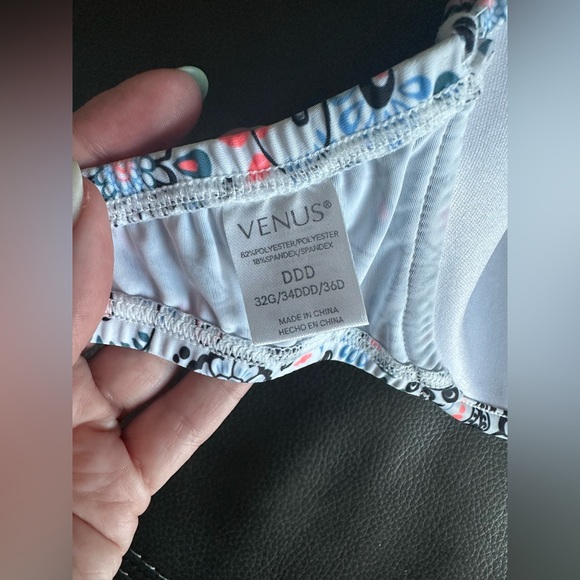 VENUS®
82%POLYESTER/POLYESTER
18%SPANDEX/SPANDEX
DDD
32G/34DDD/36D
MADE IN CHINA
HECHO EN CHINA